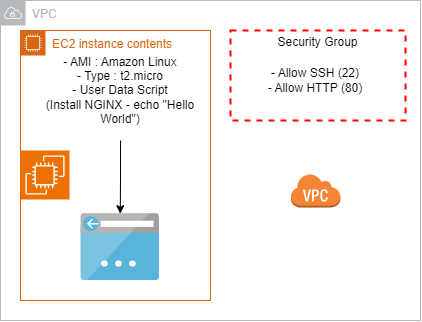 VPC
EC2 instance contents
- AMI : Amazon Linux
- Type : t2.micro
- User Data Script
(Install NGINX - echo "Hello
World")
Security Group
- Allow SSH (22)
- Allow HTTP (80)
VPC